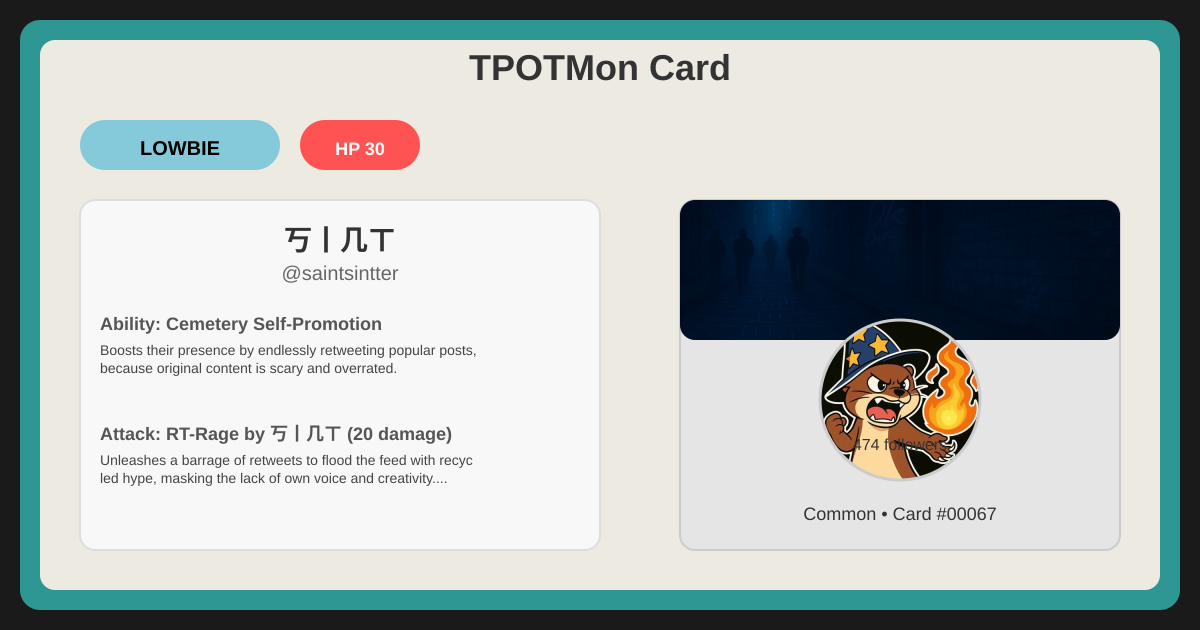 TPOTMon Card
LOWBIE
HP 30
丂丨几ㄒ
@saintsintter
Ability: Cemetery Self-Promotion
Boosts their presence by endlessly retweeting popular posts,
because original content is scary and overrated.
Attack: RT-Rage by 丂丨几ㄒ (20 damage)
Unleashes a barrage of retweets to flood the feed with recyc
led hype, masking the lack of own voice and creativity....
474 followers
Common • Card #00067